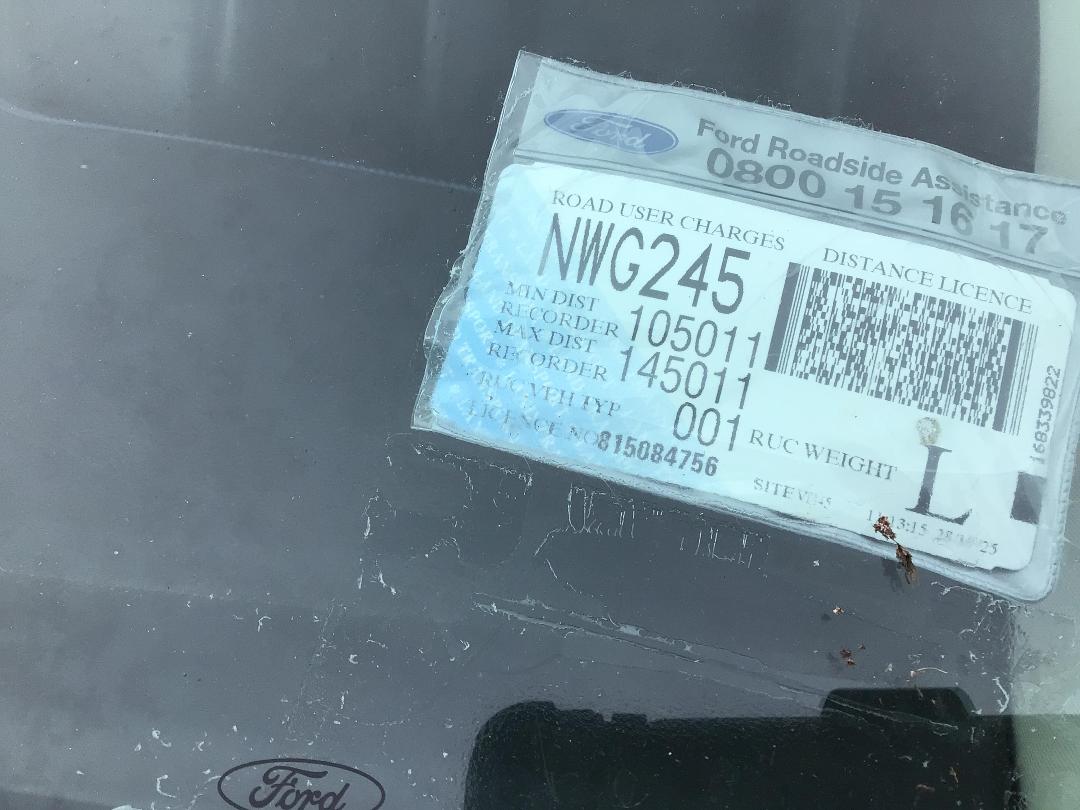 Ford
Ford Roadside Assistance
0800 15 16 17
ROAD USER CHARGES
DISTANCE LICENCE
NWG245
MIN DIST
RECORDER 105011
MAX DIST
RECORDER 145011
RUC VEH TYP 001
LICENCE NO 815084756
RUC WEIGHT L
168339822
SITE
Ford